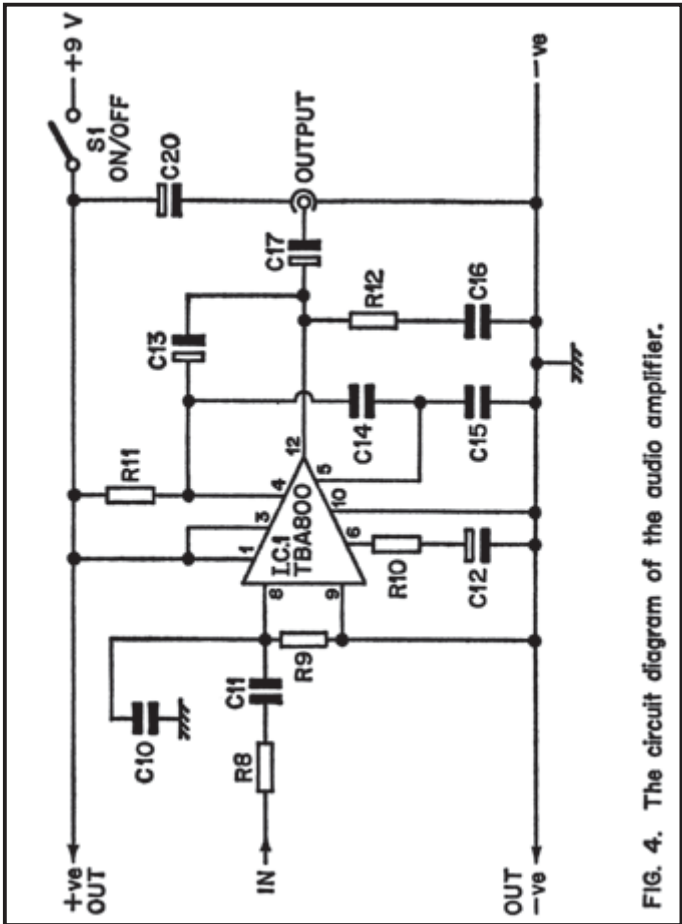 +9 V
S1
ON/OFF
C20
OUTPUT
C17
C13
R12
C16
R11
C14
C15
12
4
5
3
10
1
6
I.C.1
TBA800
8
9
R10
C12
R9
C11
C10
R8
+ve
OUT
IN
OUT
-ve
-ve
FIG. 4. The circuit diagram of the audio amplifier.